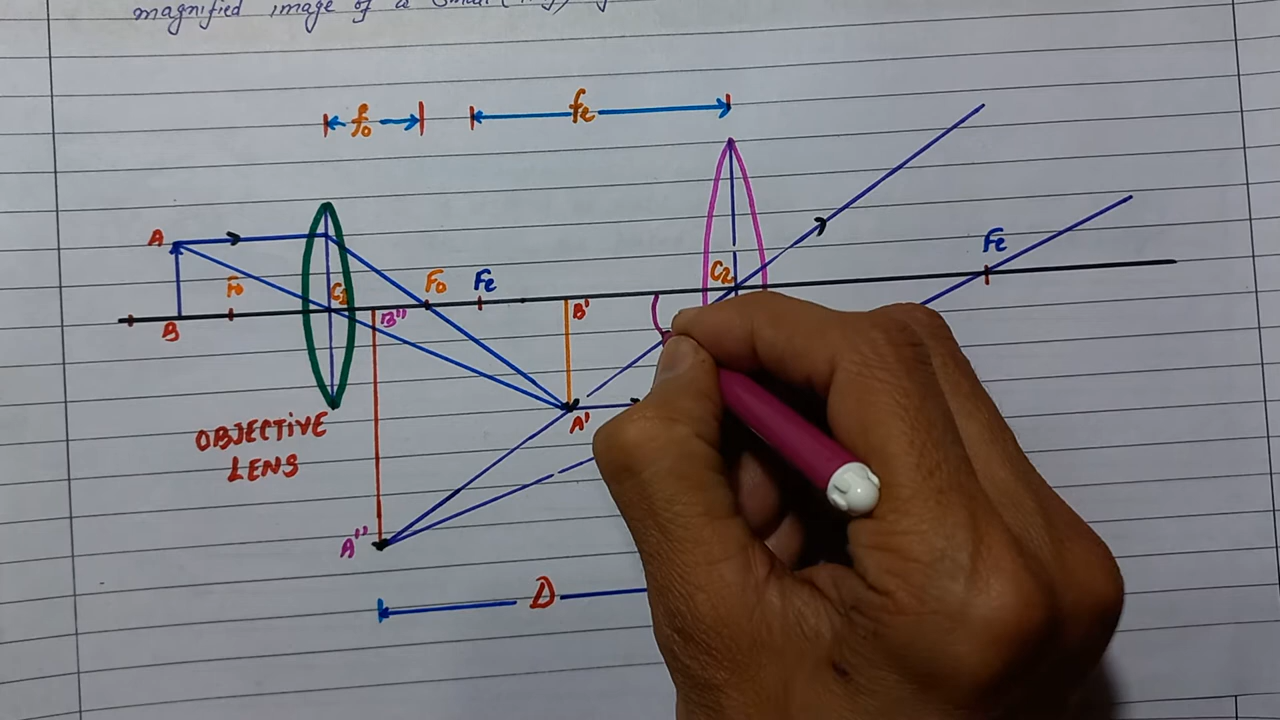 magnified image of a
fo
fe
A
Fo
C1
Fo
Fe
C2
Fe
B
B"
B'
A'
OBJECTIVE
LENS
A"
D